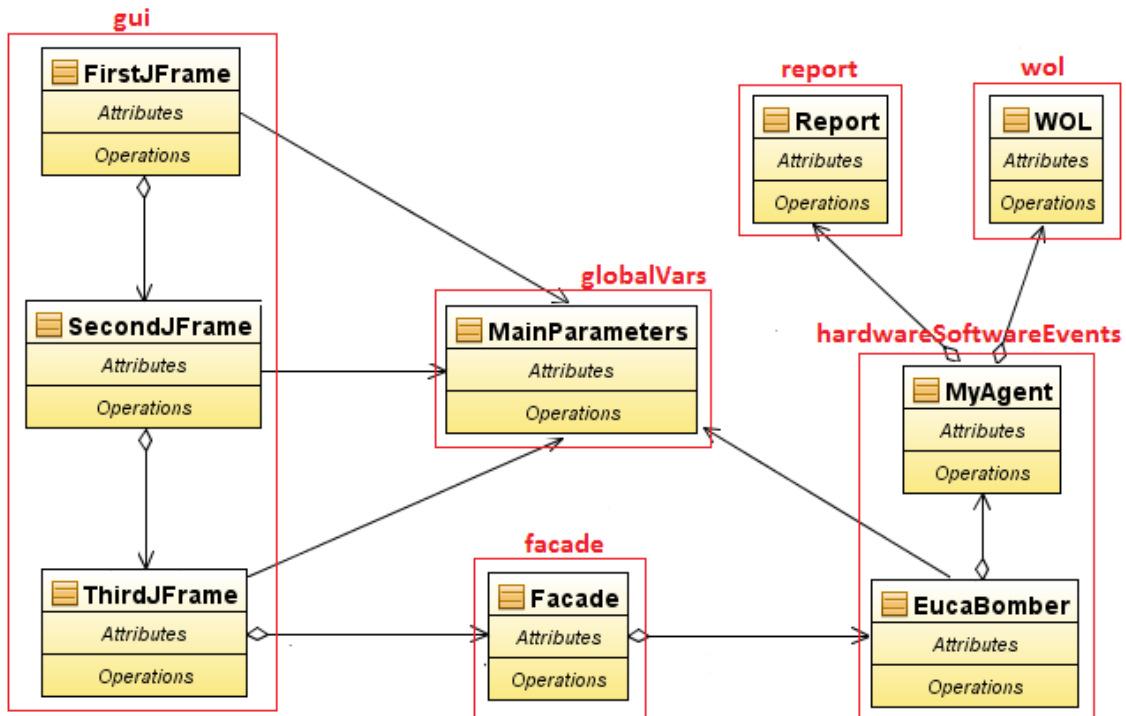 gui
FirstJFrame
Attributes
Operations
SecondJFrame
Attributes
Operations
ThirdJFrame
Attributes
Operations
globalVars
MainParameters
Attributes
Operations
facade
Facade
Attributes
Operations
report
Report
Attributes
Operations
wol
WOL
Attributes
Operations
hardwareSoftwareEvents
MyAgent
Attributes
Operations
EucaBomber
Attributes
Operations